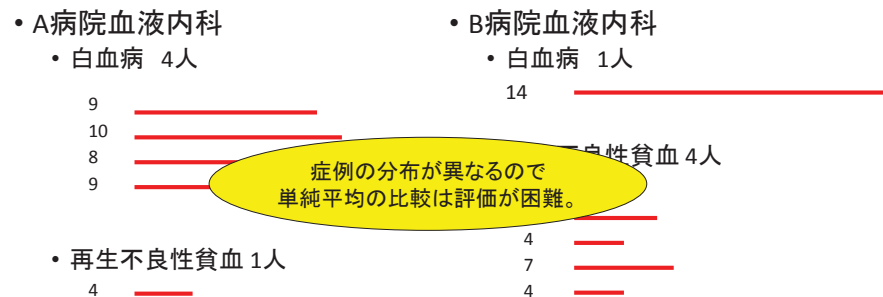 • A病院血液内科
• 白血病 4人
9
10
8
9
• 再生不良性貧血 1人
4
• B病院血液内科
• 白血病 1人
14
不良性貧血 4人
4
7
4
症例の分布が異なるので
単純平均の比較は評価が困難。